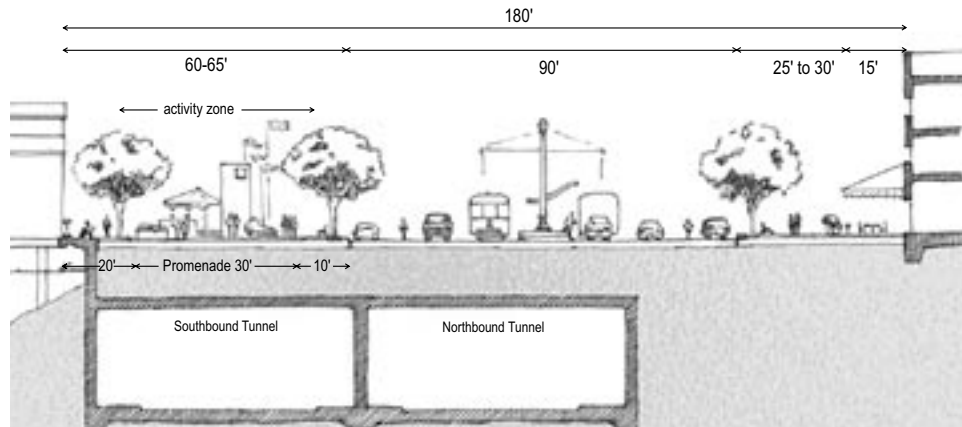 180'
60-65'
90'
25' to 30'
15'
activity zone
20'
Promenade 30'
10'
Southbound Tunnel
Northbound Tunnel